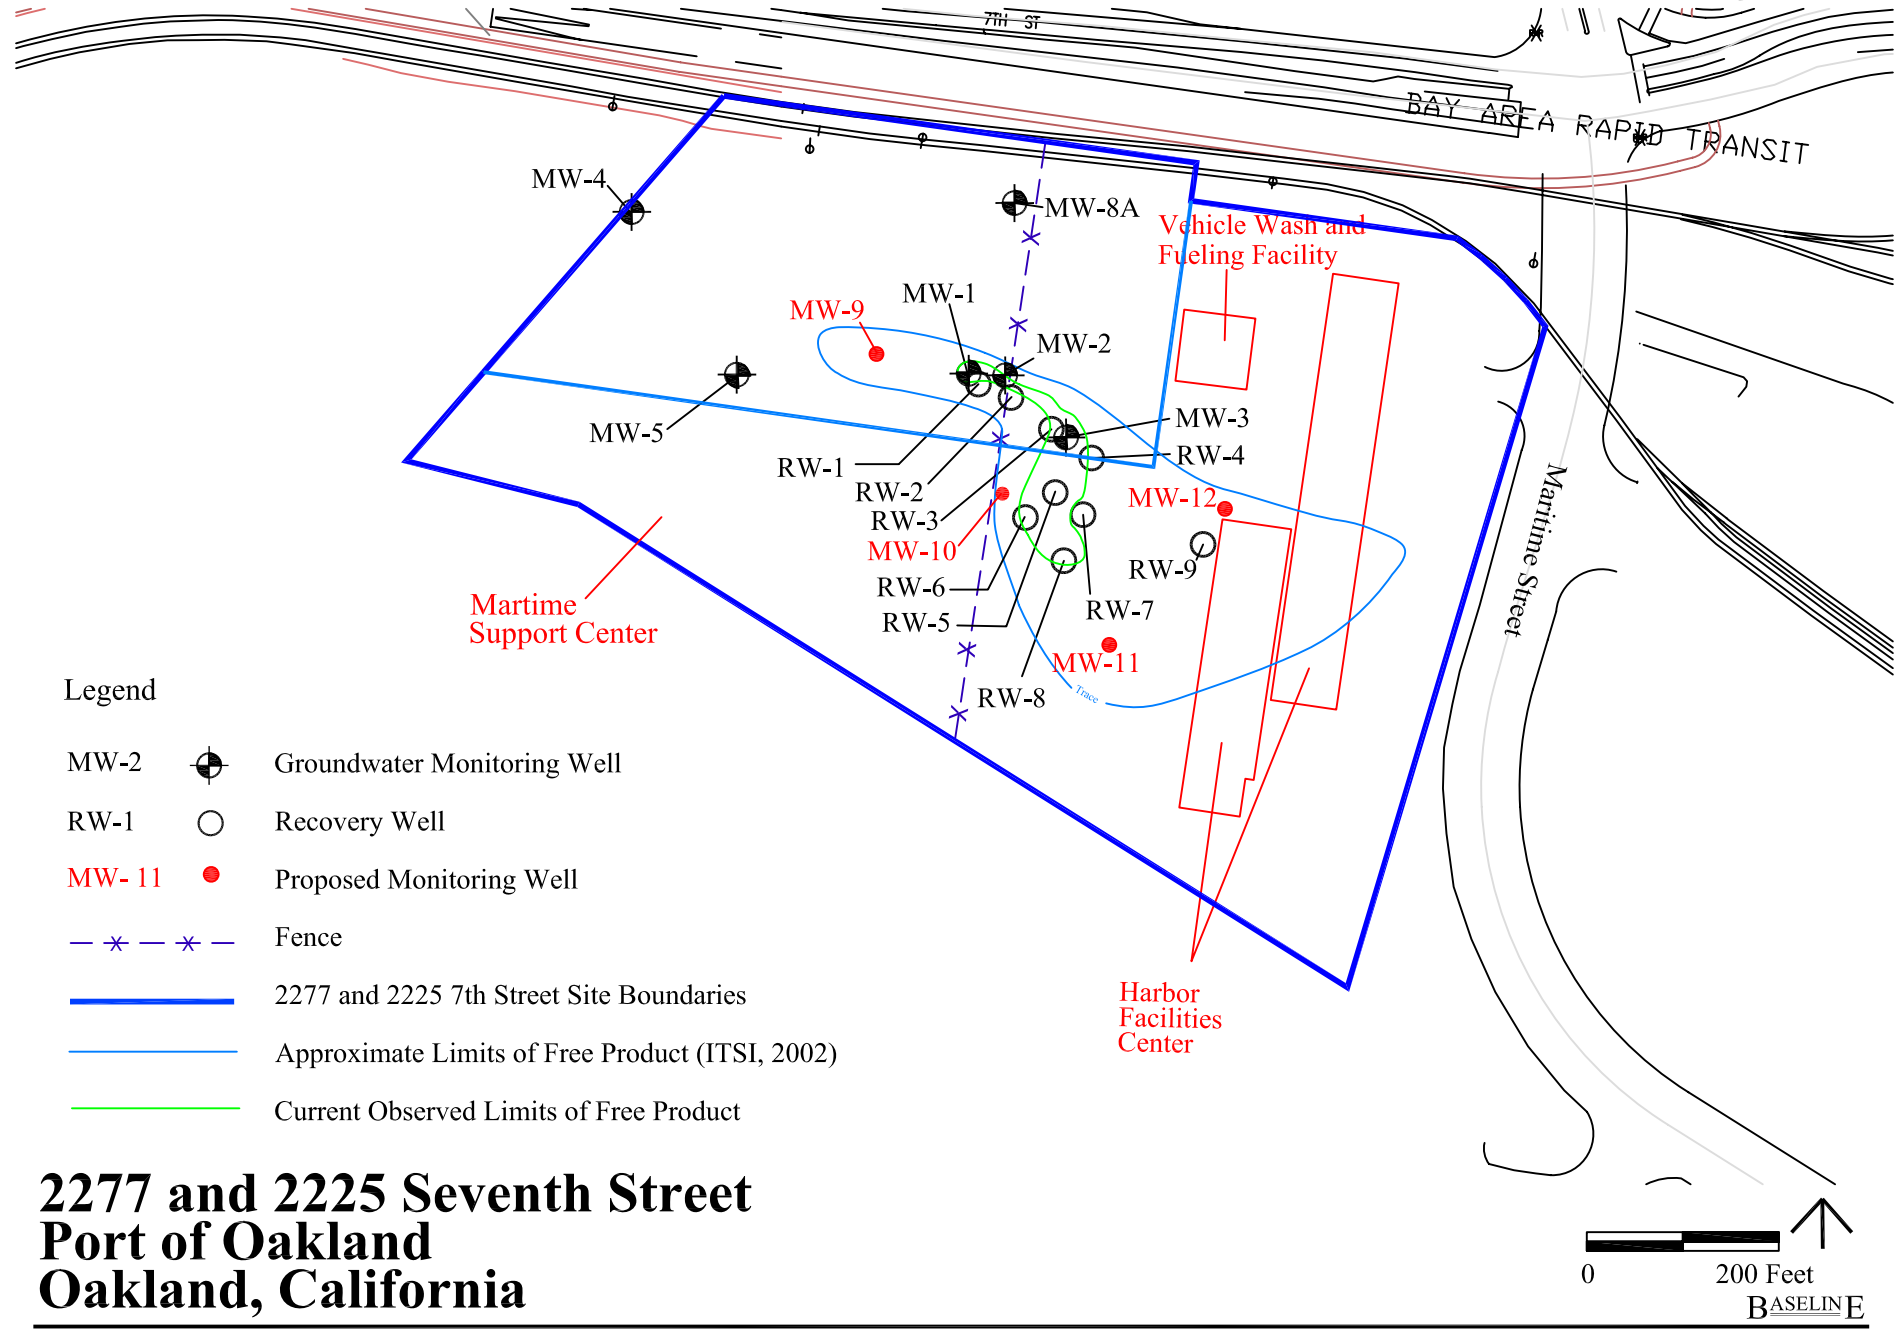 7TH ST
BAY AREA RAPID TRANSIT
MW-4
MW-8A
Vehicle Wash and
Fueling Facility
MW-1
MW-9
MW-2
MW-3
MW-5
RW-4
RW-1
RW-2
MW-12
RW-3
MW-10
RW-9
RW-6
RW-7
RW-5
MW-11
RW-8
Trace
Maritime Street
Martime
Support Center
Harbor
Facilities
Center
Legend
MW-2 Groundwater Monitoring Well
RW-1 Recovery Well
MW- 11 Proposed Monitoring Well
Fence
2277 and 2225 7th Street Site Boundaries
Approximate Limits of Free Product (ITSI, 2002)
Current Observed Limits of Free Product
2277 and 2225 Seventh Street
Port of Oakland
Oakland, California
0 200 Feet
BASELINE